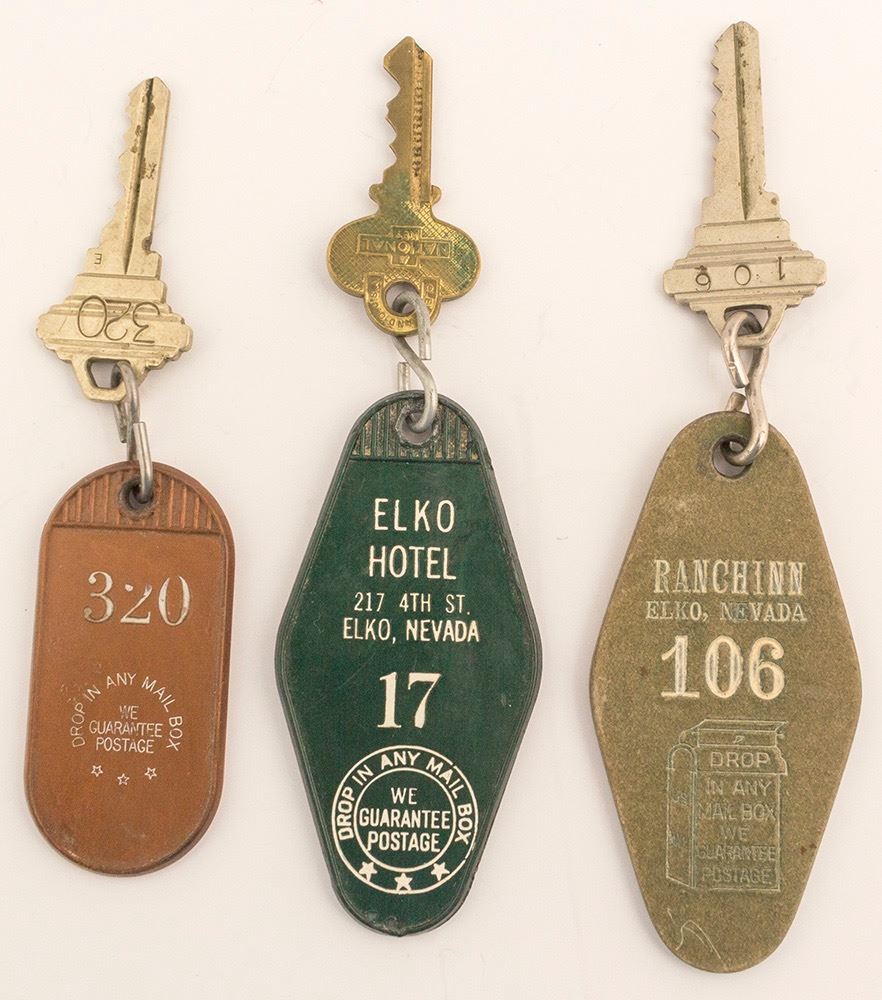 E
320
320
DROP IN ANY MAIL BOX
WE
GUARANTEE
POSTAGE
NATIONAL
ELKO
HOTEL
217 4TH ST.
ELKO, NEVADA
17
DROP IN ANY MAIL BOX
WE
GUARANTEE
POSTAGE
106
RANCHINN
ELKO, NEVADA
106
DROP
IN ANY
MAIL BOX
WE
GUARANTEE
POSTAGE